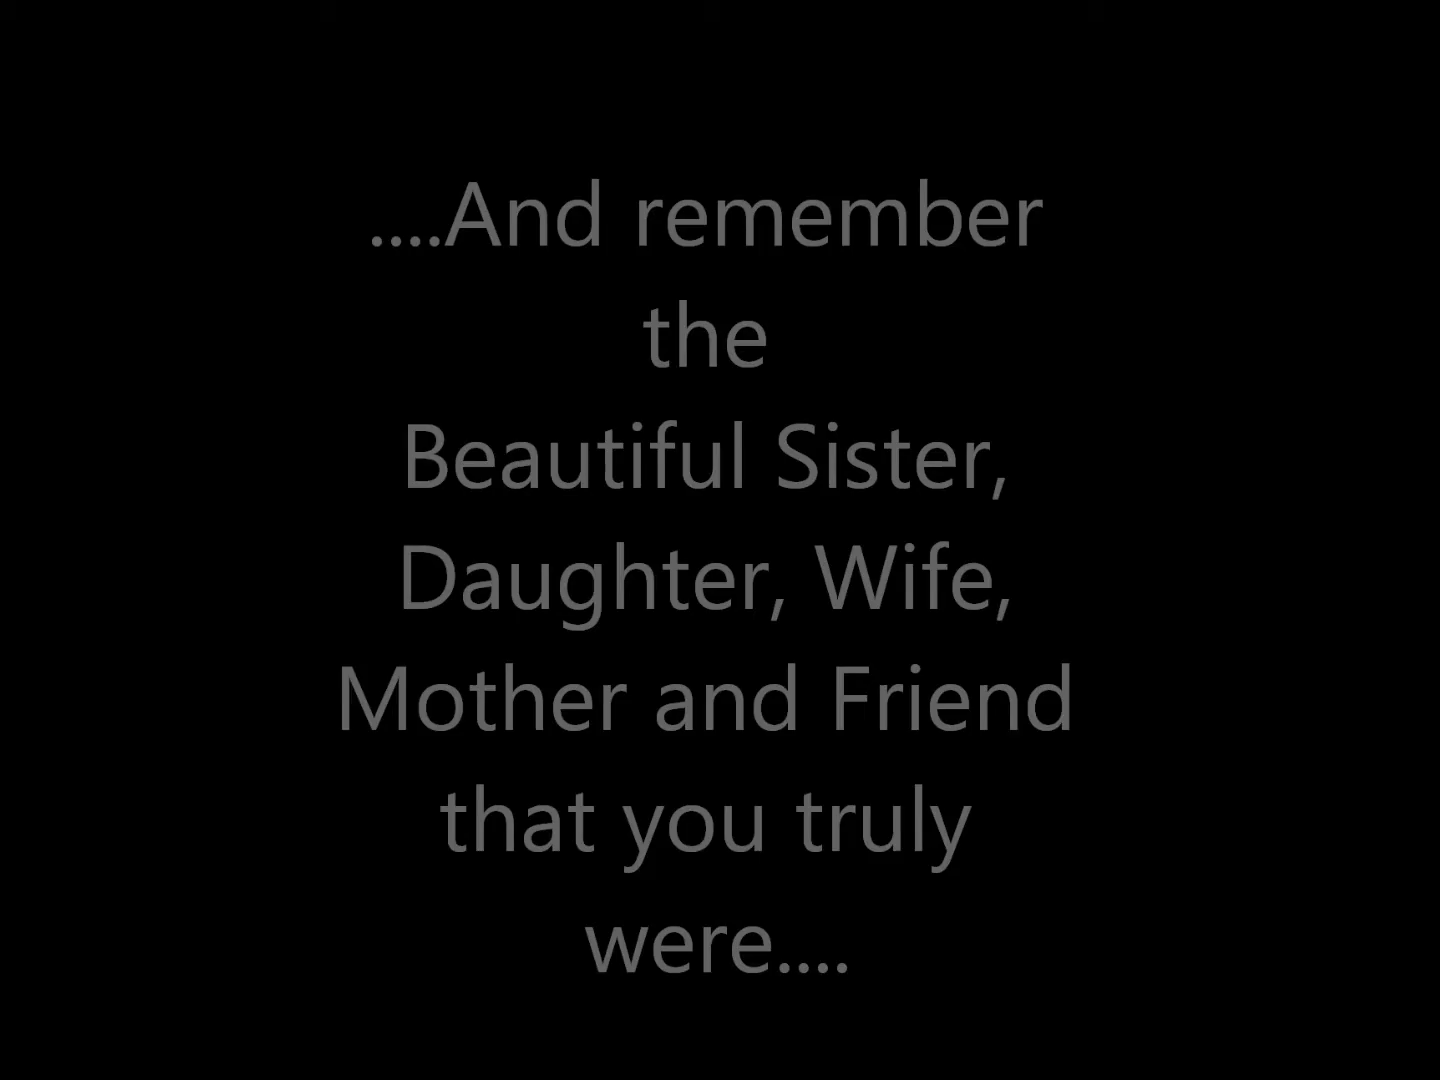 ....And remember
the
Beautiful Sister,
Daughter, Wife,
Mother and Friend
that you truly
were....